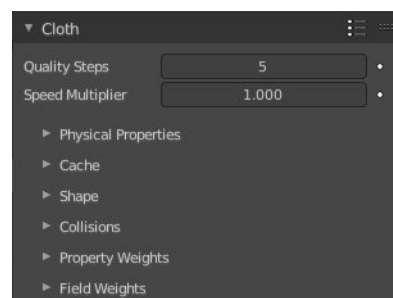 Cloth
Quality Steps 5
Speed Multiplier 1.000
Physical Properties
Cache
Shape
Collisions
Property Weights
Field Weights